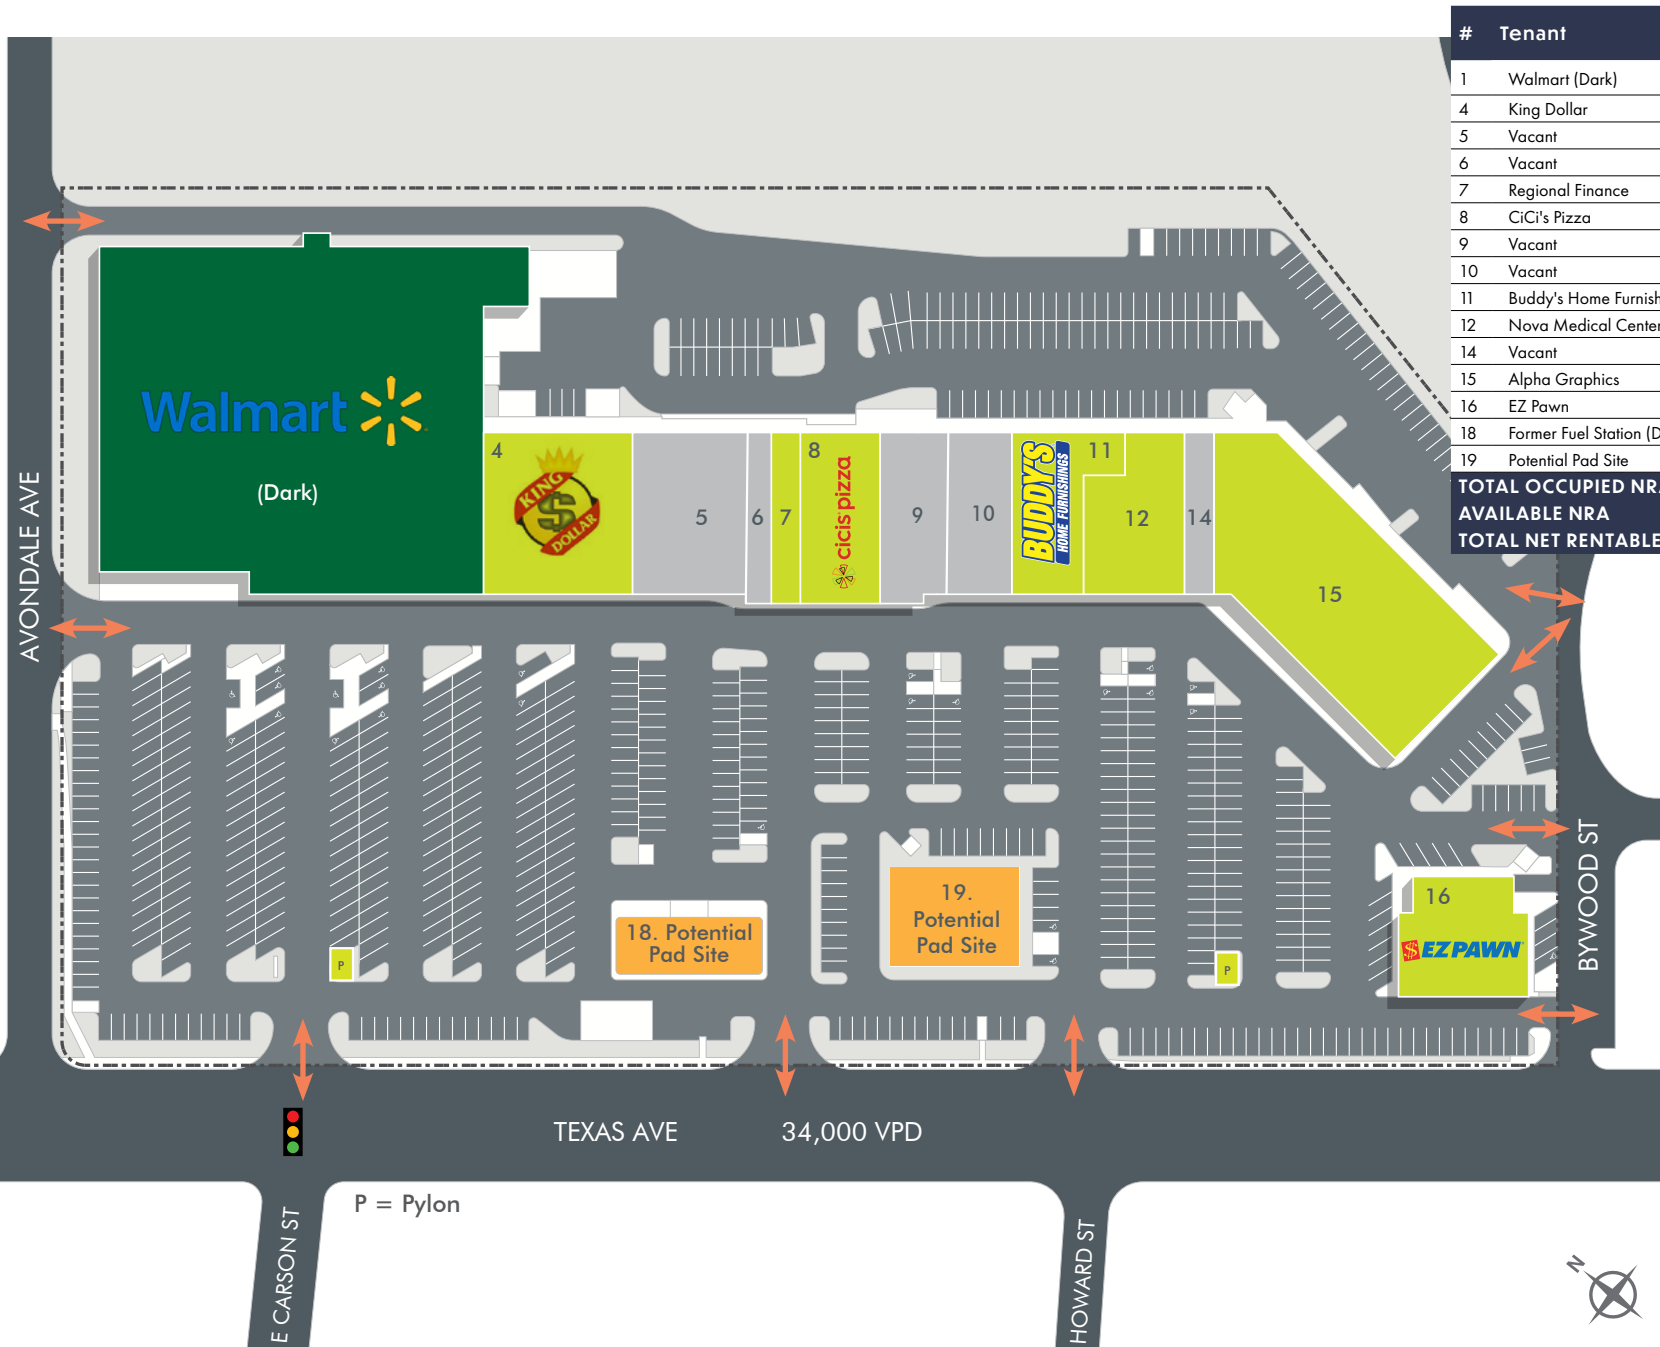 # Tenant
1 Walmart (Dark)
4 King Dollar
5 Vacant
6 Vacant
7 Regional Finance
8 CiCi's Pizza
9 Vacant
10 Vacant
11 Buddy's Home Furnish
12 Nova Medical Center
14 Vacant
15 Alpha Graphics
16 EZ Pawn
18 Former Fuel Station (D
19 Potential Pad Site
TOTAL OCCUPIED NR
AVAILABLE NRA
TOTAL NET RENTABLE
Walmart
(Dark)
4
KING
$
DOLLAR
5
6
7
8
cicis pizza
9
10
BUDDY'S
HOME FURNISHINGS
11
12
14
15
16
EZPAWN
18. Potential
Pad Site
19.
Potential
Pad Site
P
P
AVONDALE AVE
BYWOOD ST
TEXAS AVE
34,000 VPD
P = Pylon
E CARSON ST
HOWARD ST
N